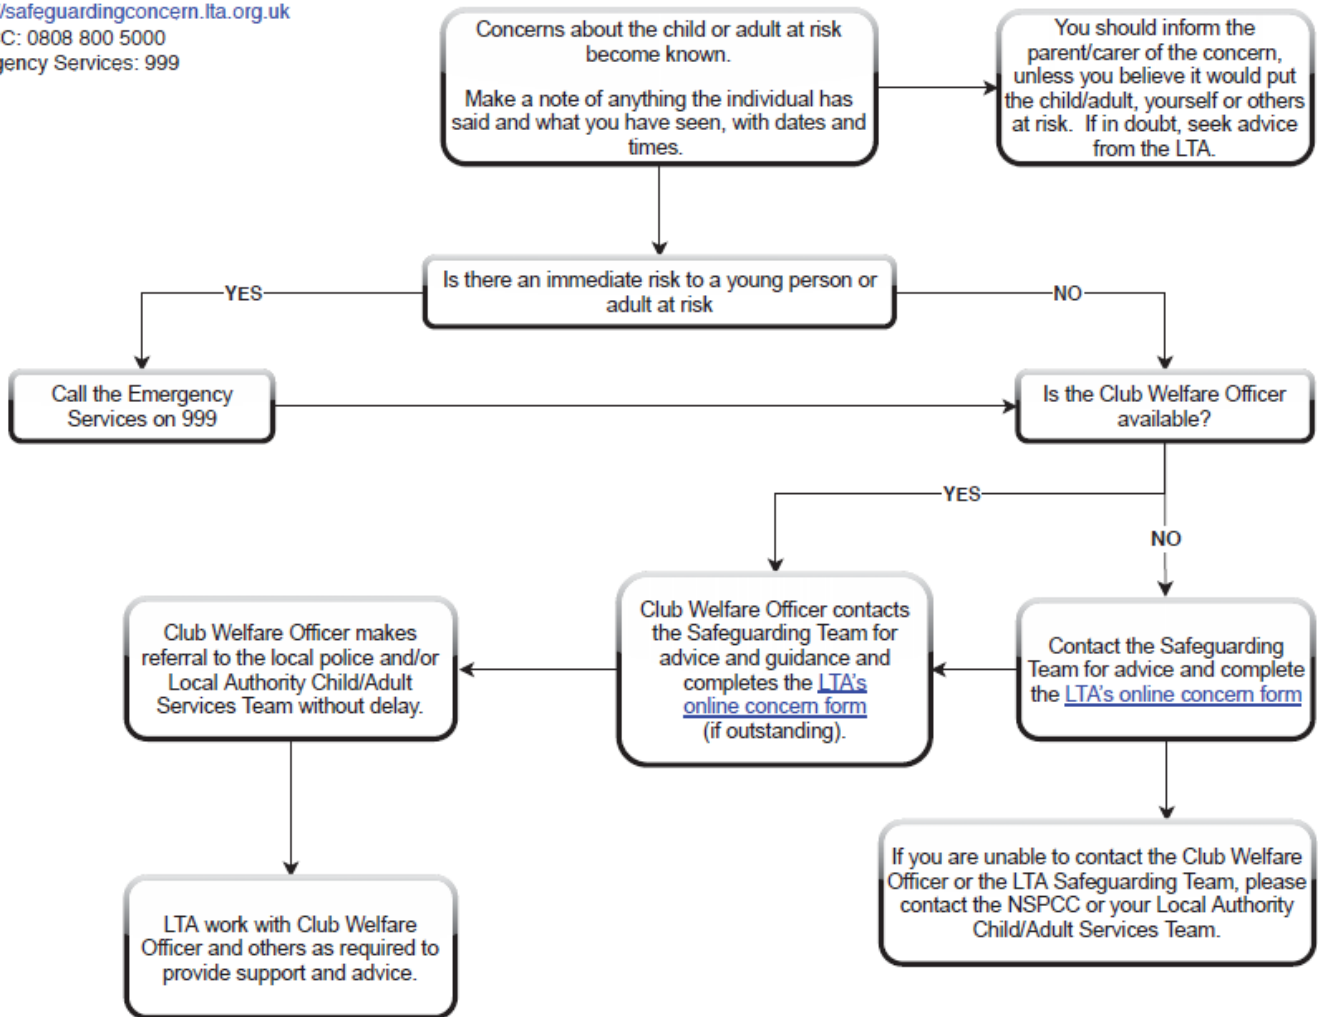 /safeguardingconcern.lta.org.uk
C: 0808 800 5000
gency Services: 999
Concerns about the child or adult at risk
become known.
Make a note of anything the individual has
said and what you have seen, with dates and
times.
You should inform the
parent/carer of the concern,
unless you believe it would put
the child/adult, yourself or others
at risk. If in doubt, seek advice
from the LTA.
Is there an immediate risk to a young person or
adult at risk
YES
NO
Call the Emergency
Services on 999
Is the Club Welfare Officer
available?
YES
NO
Club Welfare Officer makes
referral to the local police and/or
Local Authority Child/Adult
Services Team without delay.
Club Welfare Officer contacts
the Safeguarding Team for
advice and guidance and
completes the LTA's
online concern form
(if outstanding).
Contact the Safeguarding
Team for advice and complete
the LTA's online concern form
If you are unable to contact the Club Welfare
Officer or the LTA Safeguarding Team, please
contact the NSPCC or your Local Authority
Child/Adult Services Team.
LTA work with Club Welfare
Officer and others as required to
provide support and advice.